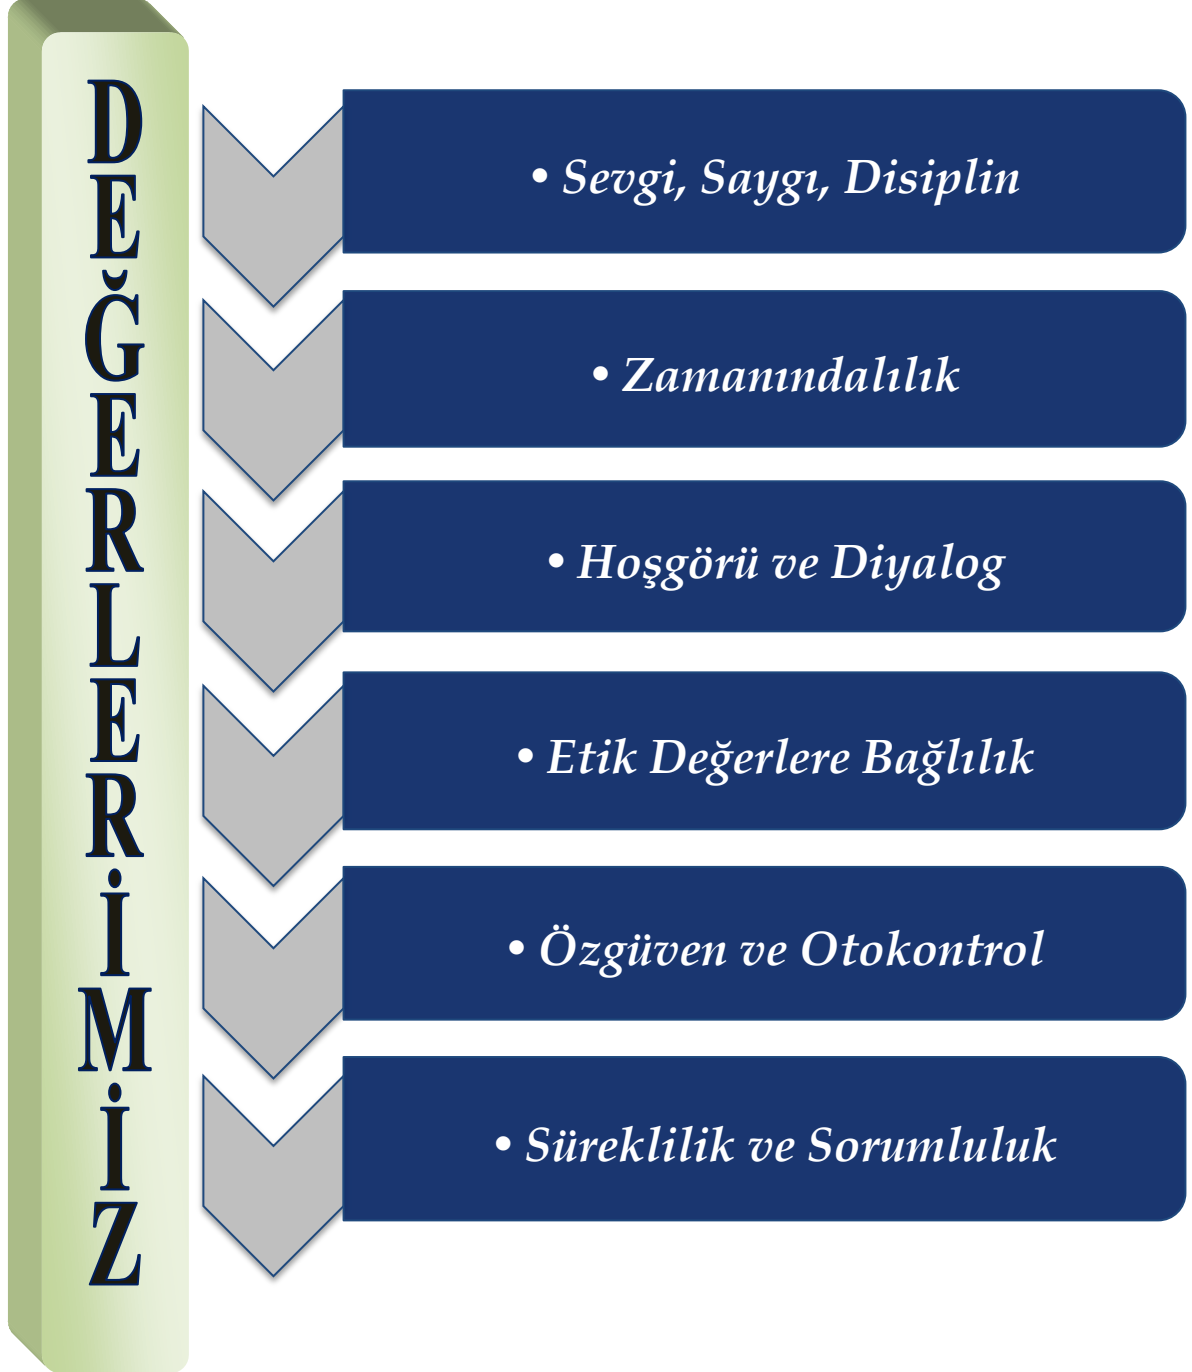 DEĞERLERİMİZ
• Sevgi, Saygı, Disiplin
• Zamanındalılık
• Hoşgörü ve Diyalog
• Etik Değerlere Bağlılık
• Özgüven ve Otokontrol
• Süreklilik ve Sorumluluk